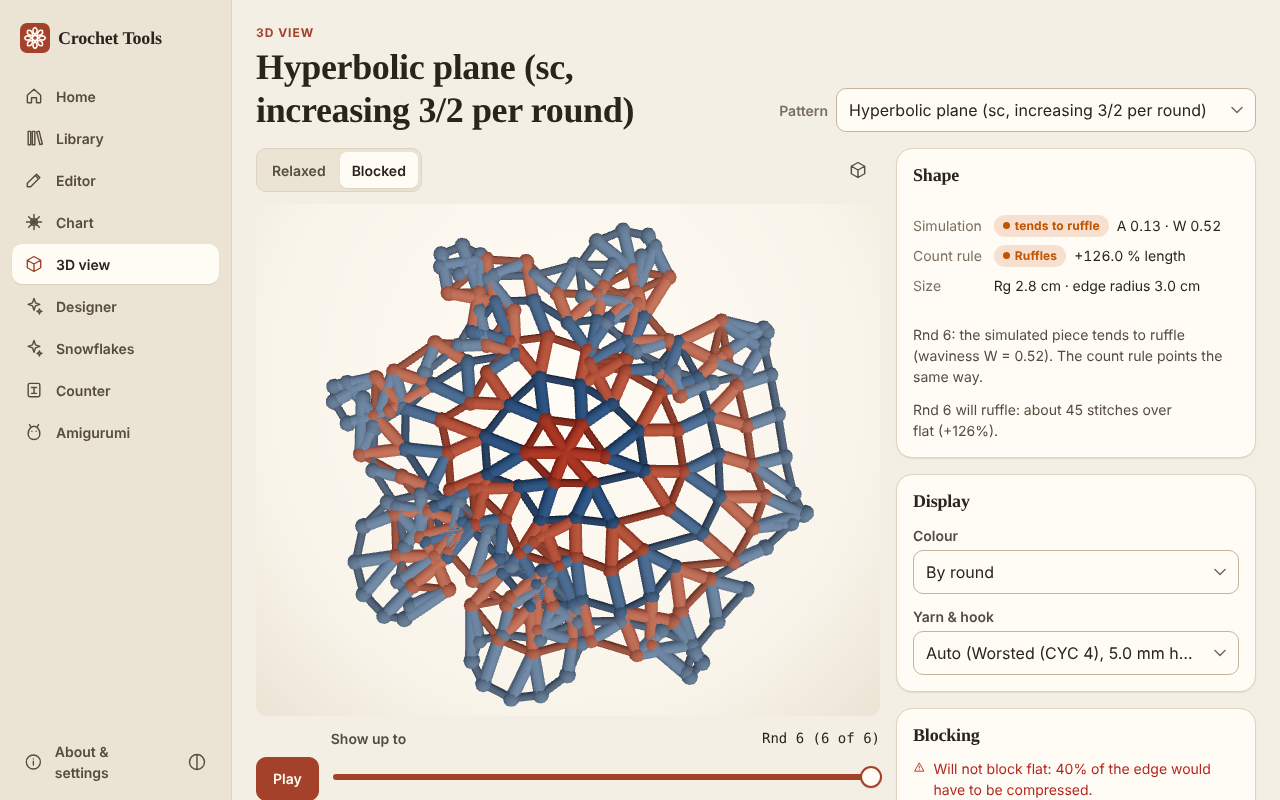 Crochet Tools
Home
Library
Editor
Chart
3D view
Designer
Snowflakes
Counter
Amigurumi
About &
settings
3D VIEW
Hyperbolic plane (sc,
increasing 3/2 per round)
Pattern
Hyperbolic plane (sc, increasing 3/2 per round)
Relaxed
Blocked
Show up to
Rnd 6 (6 of 6)
Play
Shape
Simulation tends to ruffle A 0.13 · W 0.52
Count rule Ruffles +126.0 % length
Size Rg 2.8 cm · edge radius 3.0 cm
Rnd 6: the simulated piece tends to ruffle
(waviness W = 0.52). The count rule points the
same way.
Rnd 6 will ruffle: about 45 stitches over
flat (+126%).
Display
Colour
By round
Yarn & hook
Auto (Worsted (CYC 4), 5.0 mm h...
Blocking
Will not block flat: 40% of the edge would
have to be compressed.